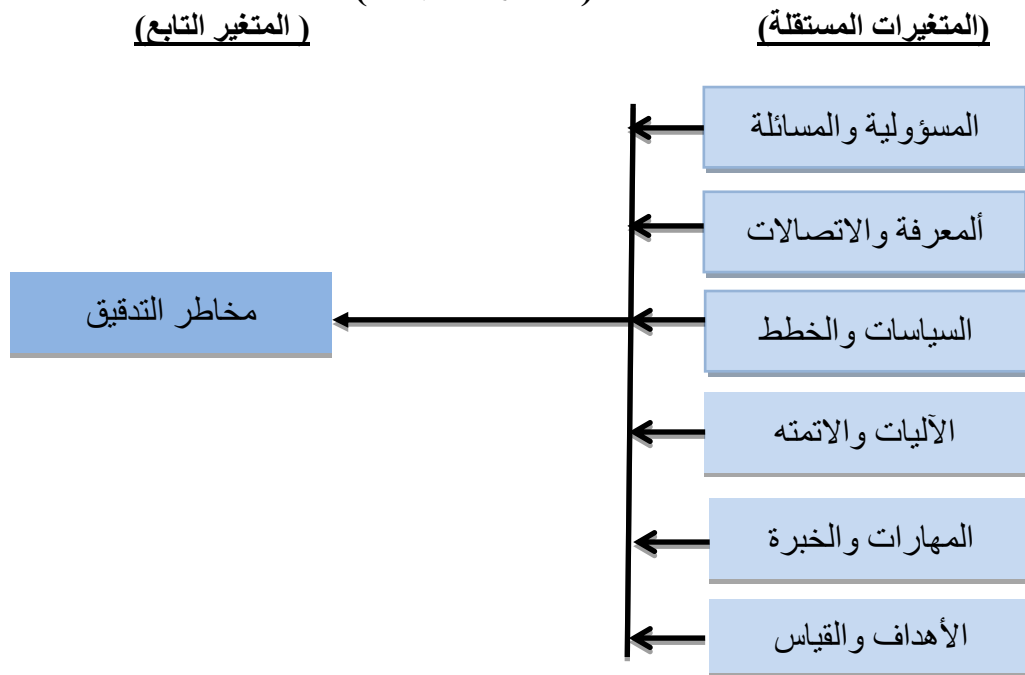 (المتغيرات المستقلة)
( المتغير التابع)
المسؤولية والمسائلة
ألمعرفة والاتصالات
السياسات والخطط
مخاطر التدقيق
الآليات والاتمته
المهارات والخبرة
الأهداف والقياس